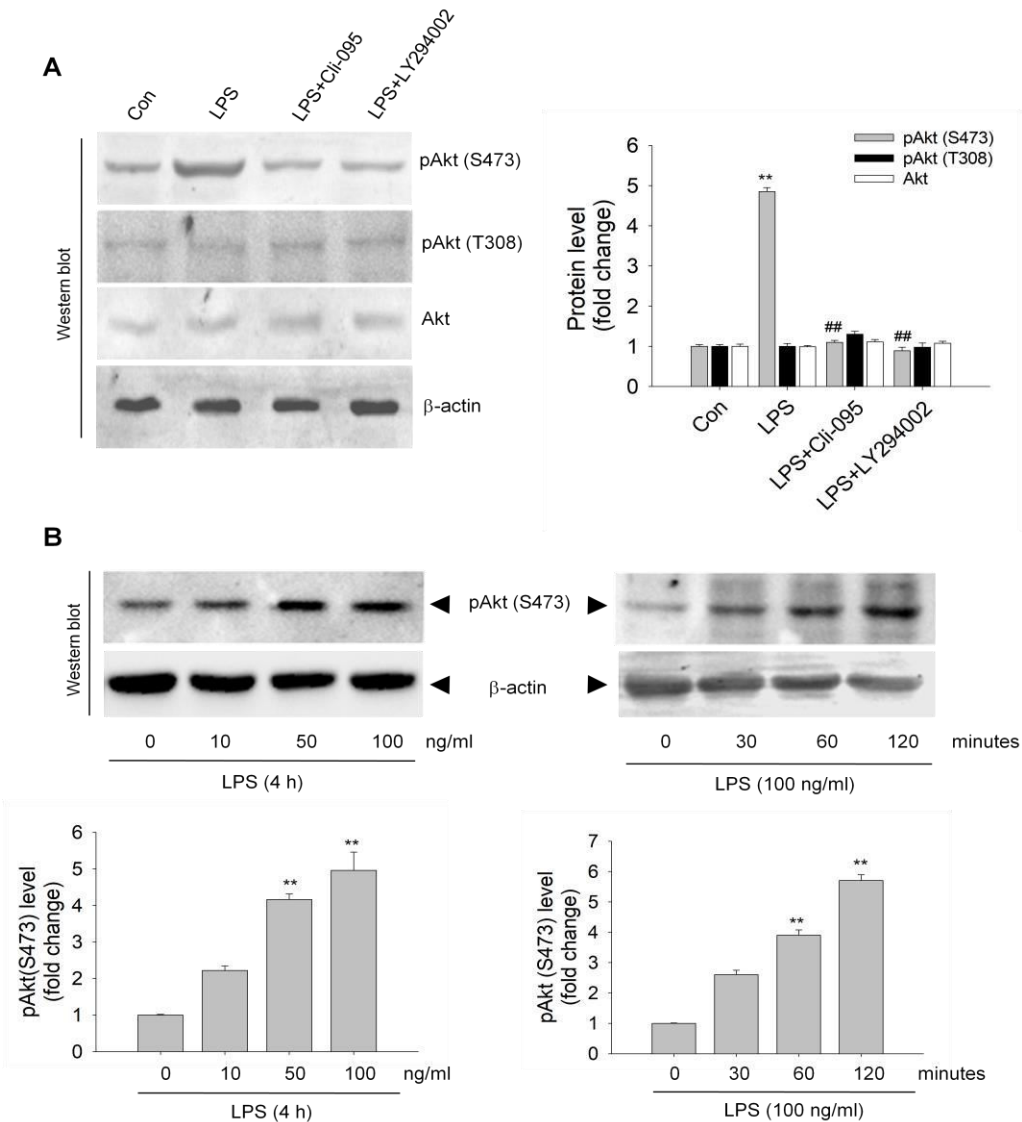 A
Con LPS LPS+Cli-095 LPS+LY294002
Western blot
pAkt (S473)
pAkt (T308)
Akt
β-actin
pAkt (S473)
pAkt (T308)
Akt
Protein level
(fold change)
6
5
4
3
2
1
0
**
##
##
Con LPS LPS+Cli-095 LPS+LY294002
B
Western blot
pAkt (S473)
β-actin
0 10 50 100 ng/ml
LPS (4 h)
0 30 60 120 minutes
LPS (100 ng/ml)
pAkt(S473) level
(fold change)
6
5
4
3
2
1
0
**
**
0 10 50 100 ng/ml
LPS (4 h)
pAkt (S473) level
(fold change)
7
6
5
4
3
2
1
0
**
**
0 30 60 120 minutes
LPS (100 ng/ml)